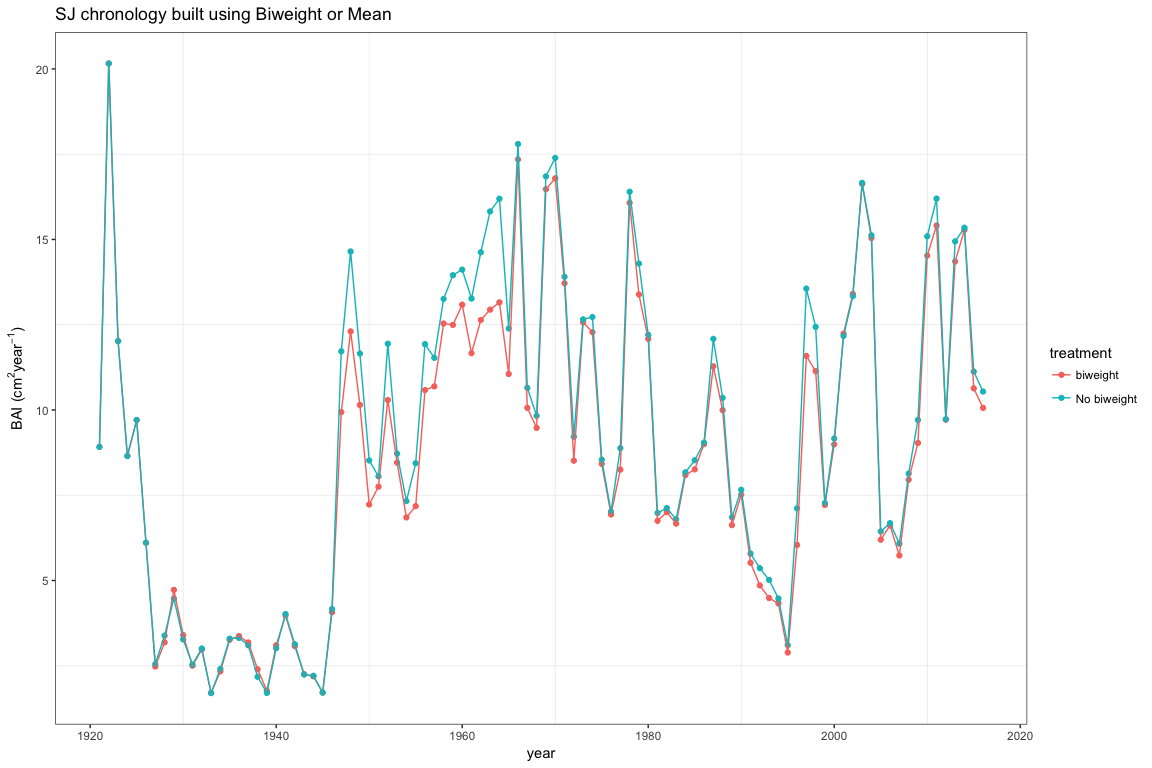 SJ chronology built using Biweight or Mean
BAI (cm²year⁻¹)
20
15
10
5
1920
1940
1960
1980
2000
2020
year
treatment
biweight
No biweight